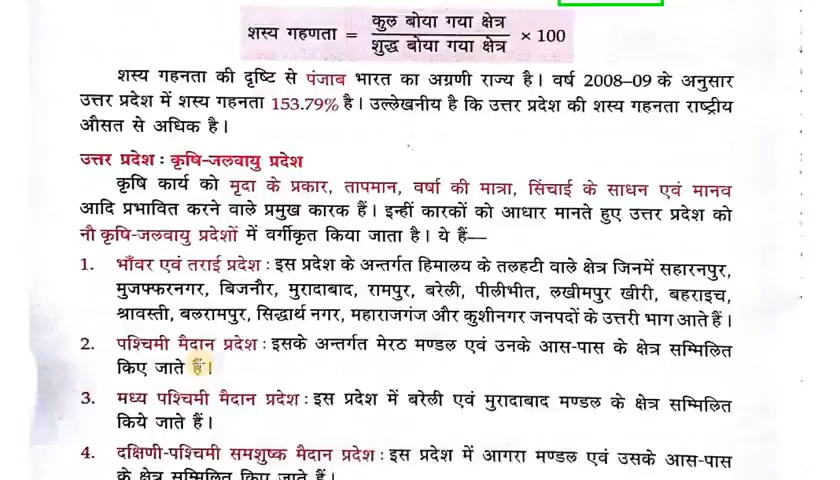 शस्य गहणता = कुल बोया गया क्षेत्र / शुद्ध बोया गया क्षेत्र × 100
शस्य गहनता की दृष्टि से पंजाब भारत का अग्रणी राज्य है। वर्ष 2008–09 के अनुसार
उत्तर प्रदेश में शस्य गहनता 153.79% है। उल्लेखनीय है कि उत्तर प्रदेश की शस्य गहनता राष्ट्रीय
औसत से अधिक है।
उत्तर प्रदेश : कृषि-जलवायु प्रदेश
कृषि कार्य को मृदा के प्रकार, तापमान, वर्षा की मात्रा, सिंचाई के साधन एवं मानव
आदि प्रभावित करने वाले प्रमुख कारक हैं। इन्हीं कारकों को आधार मानते हुए उत्तर प्रदेश को
नौ कृषि-जलवायु प्रदेशों में वर्गीकृत किया जाता है। ये हैं—
1. भाँवर एवं तराई प्रदेश : इस प्रदेश के अन्तर्गत हिमालय के तलहटी वाले क्षेत्र जिनमें सहारनपुर,
मुजफ्फरनगर, बिजनौर, मुरादाबाद, रामपुर, बरेली, पीलीभीत, लखीमपुर खीरी, बहराइच,
श्रावस्ती, बलरामपुर, सिद्धार्थ नगर, महाराजगंज और कुशीनगर जनपदों के उत्तरी भाग आते हैं।
2. पश्चिमी मैदान प्रदेश : इसके अन्तर्गत मेरठ मण्डल एवं उनके आस-पास के क्षेत्र सम्मिलित
किए जाते हैं।
3. मध्य पश्चिमी मैदान प्रदेश : इस प्रदेश में बरेली एवं मुरादाबाद मण्डल के क्षेत्र सम्मिलित
किये जाते हैं।
4. दक्षिणी-पश्चिमी समशुष्क मैदान प्रदेश : इस प्रदेश में आगरा मण्डल एवं उसके आस-पास
के क्षेत्र सम्मिलित किए जाते हैं।